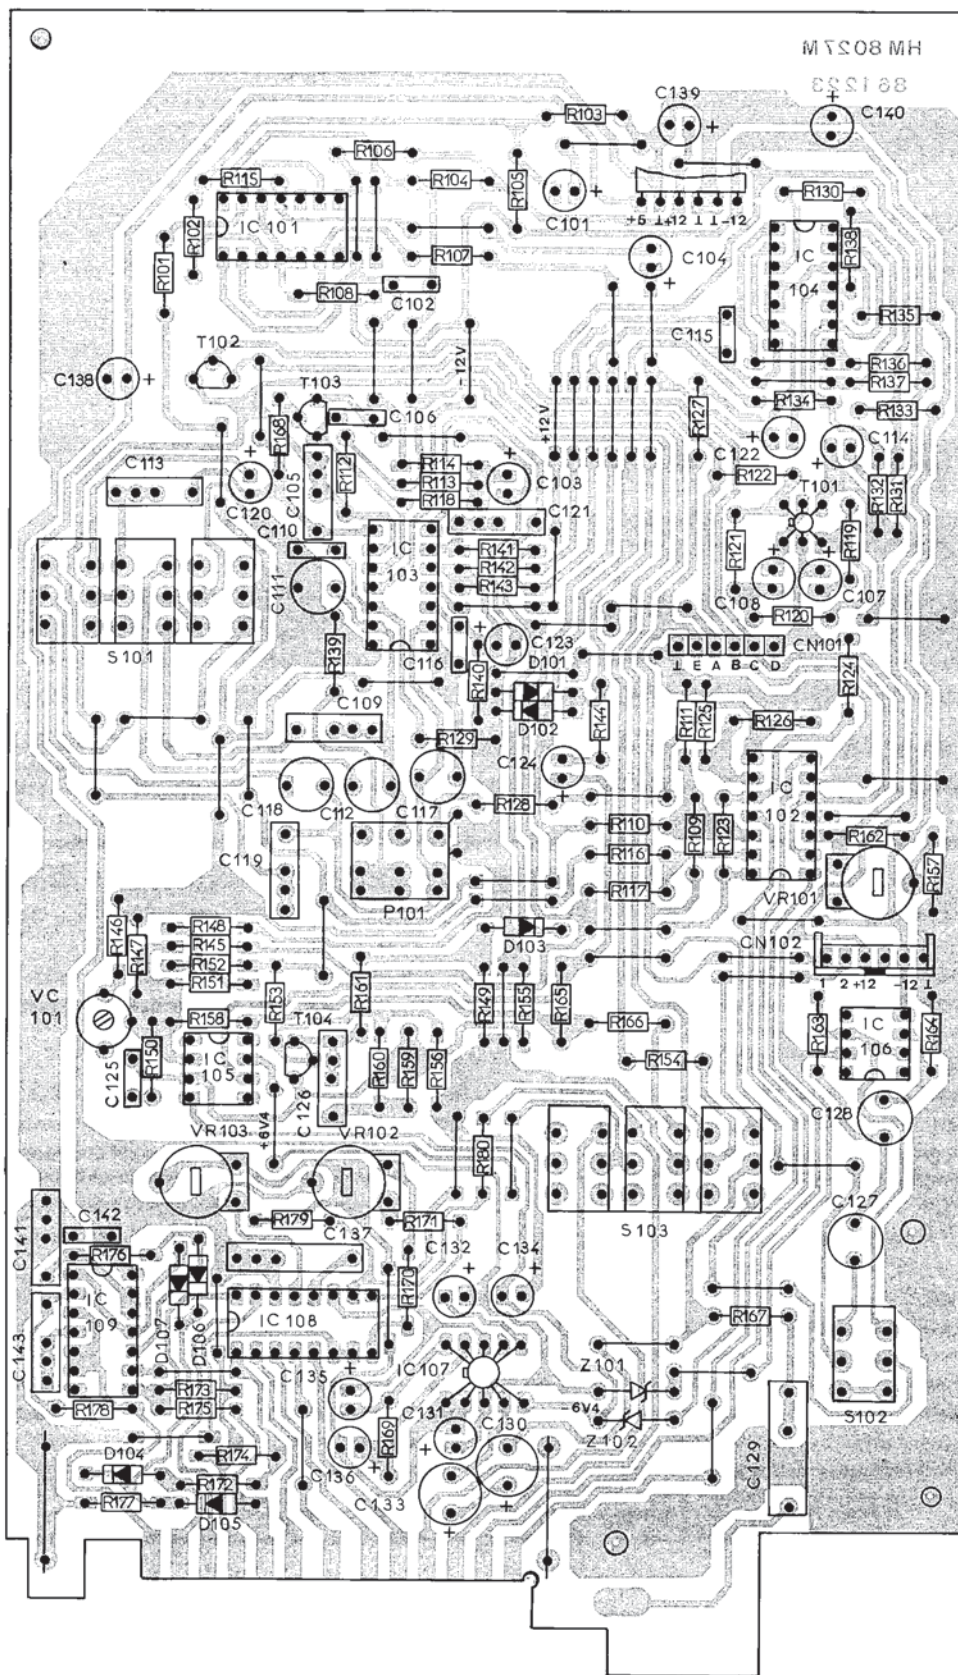 HM8027M
861223
C139
C140
R103
R106
R115
R104
R105
R130
C101
+5 ⊥ +12 ⊥ ⊥ -12
R102
IC 101
R138
R101
R107
C104
IC
104
R108
C102
C115
R135
T102
-12V
R136
C138
T103
R137
C106
R127
R134
R133
R168
+12V
C122
C114
C113
R112
R114
C120
C105
R113
C103
R122
T101
R132
R131
R118
C110
C121
IC
103
R141
R121
R119
R142
C111
R143
C108
C107
R120
S101
R139
C116
C123
R140
D101
CN101
⊥ E A B C D
R124
C109
D102
R144
R111
R125
R126
R129
C124
C118
C112
C117
R128
IC
102
R110
R109
R123
R162
C119
R116
R157
P101
R117
VR101
R146
R147
R148
R145
D103
CN102
R152
R151
R153
R161
R149
R155
R165
1 2 +12 -12 ⊥
VC
101
R158
T104
R166
R163
IC
106
R164
R150
IC
105
R160
R159
R156
R154
C125
C126
C128
VR103
+6V4
VR102
R180
C127
S103
R179
C137
R171
C141
C142
C132
C134
R176
R170
IC
109
D107
D106
IC 108
R167
C143
C135
IC107
Z101
R173
-6V4
R178
R175
C131
C130
S102
R169
Z102
D104
R174
C136
C129
R172
C133
R177
D105